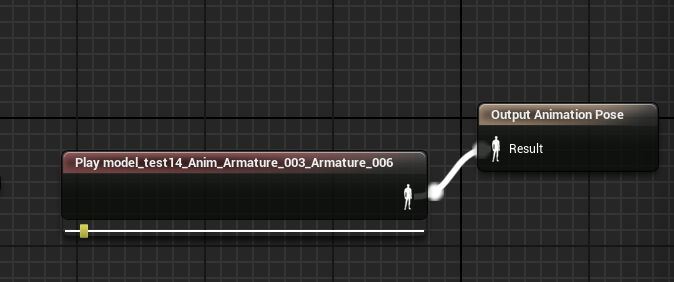 Output Animation Pose
Result
Play model_test14_Anim_Armature_003_Armature_006